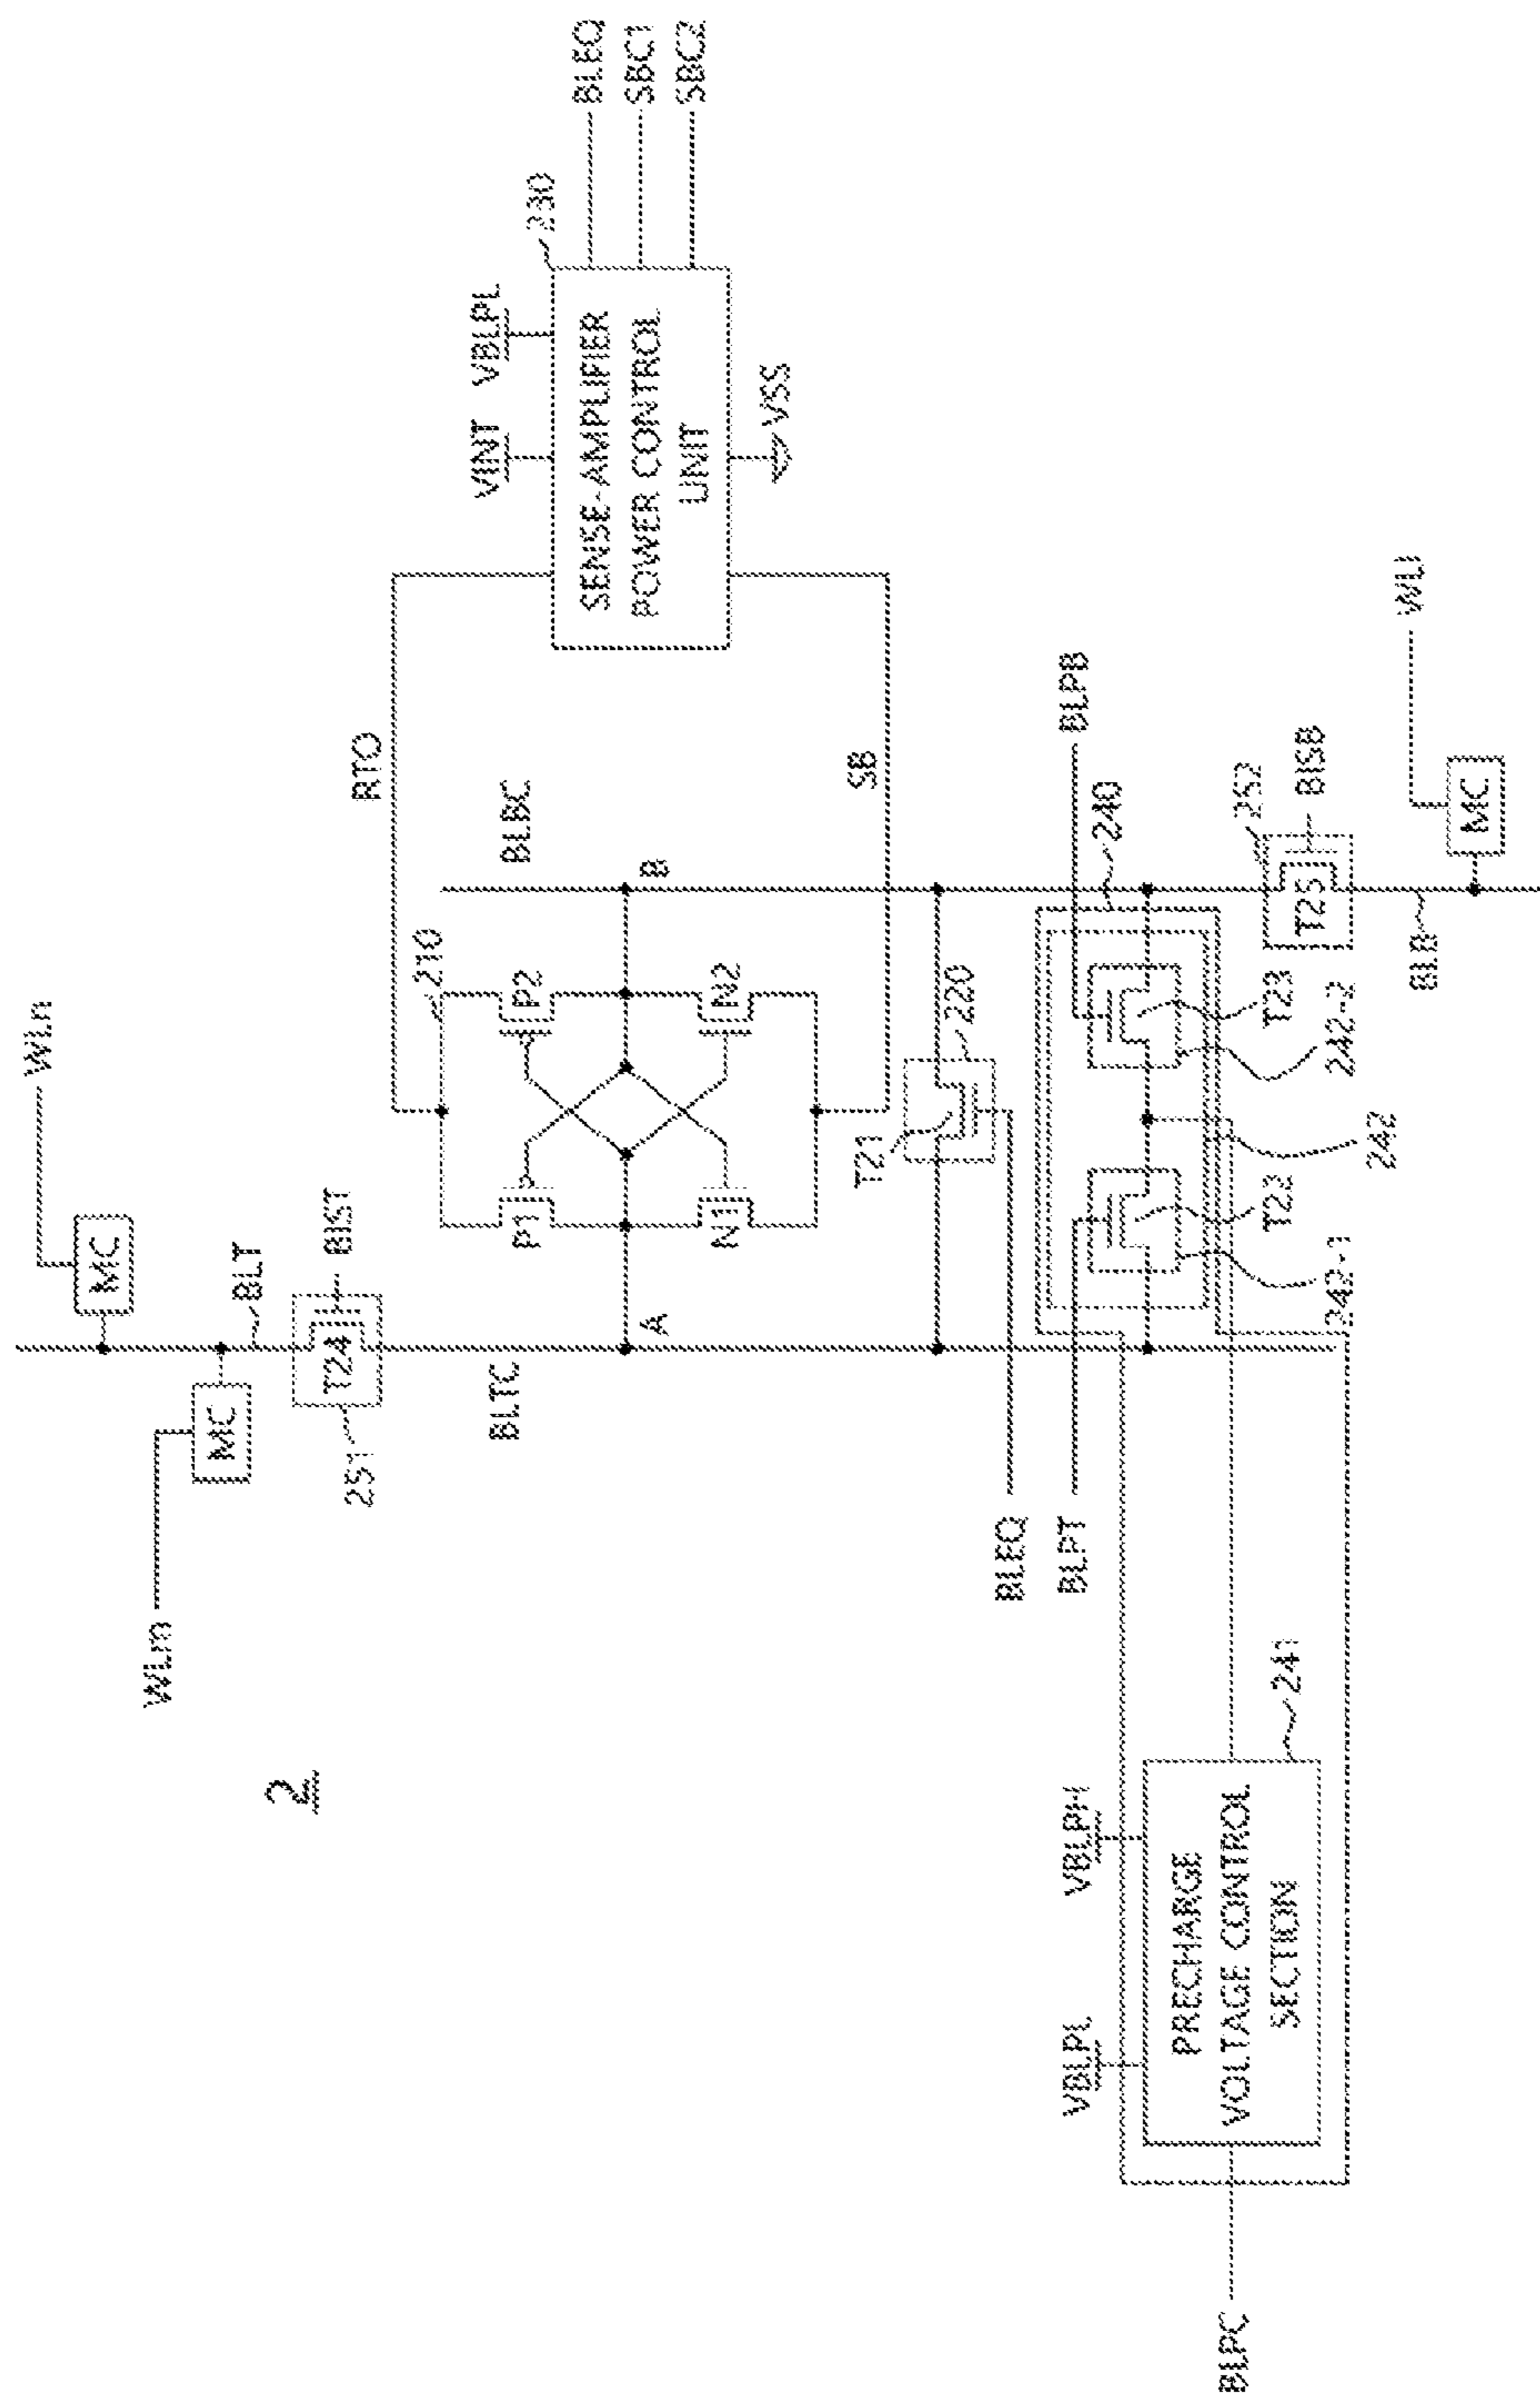 2
WLn
MC
WLm
MC
BLT
T24
BIST
251
BLTC
RTO
BLBC
210
P1
P2
N1
N2
A
B
SB
VINT
VBLPL
230
SENSE-AMPLIFIER
POWER CONTROL
UNIT
VSS
BLEQ
SBC1
SBC2
T21
220
BLEQ
BLPT
BLPB
240
T22
T23
242-1
242-2
242
VBLPL
VBLPH
PRECHARGE
VOLTAGE CONTROL
SECTION
241
BLPC
T25
252
BISB
BLB
MC